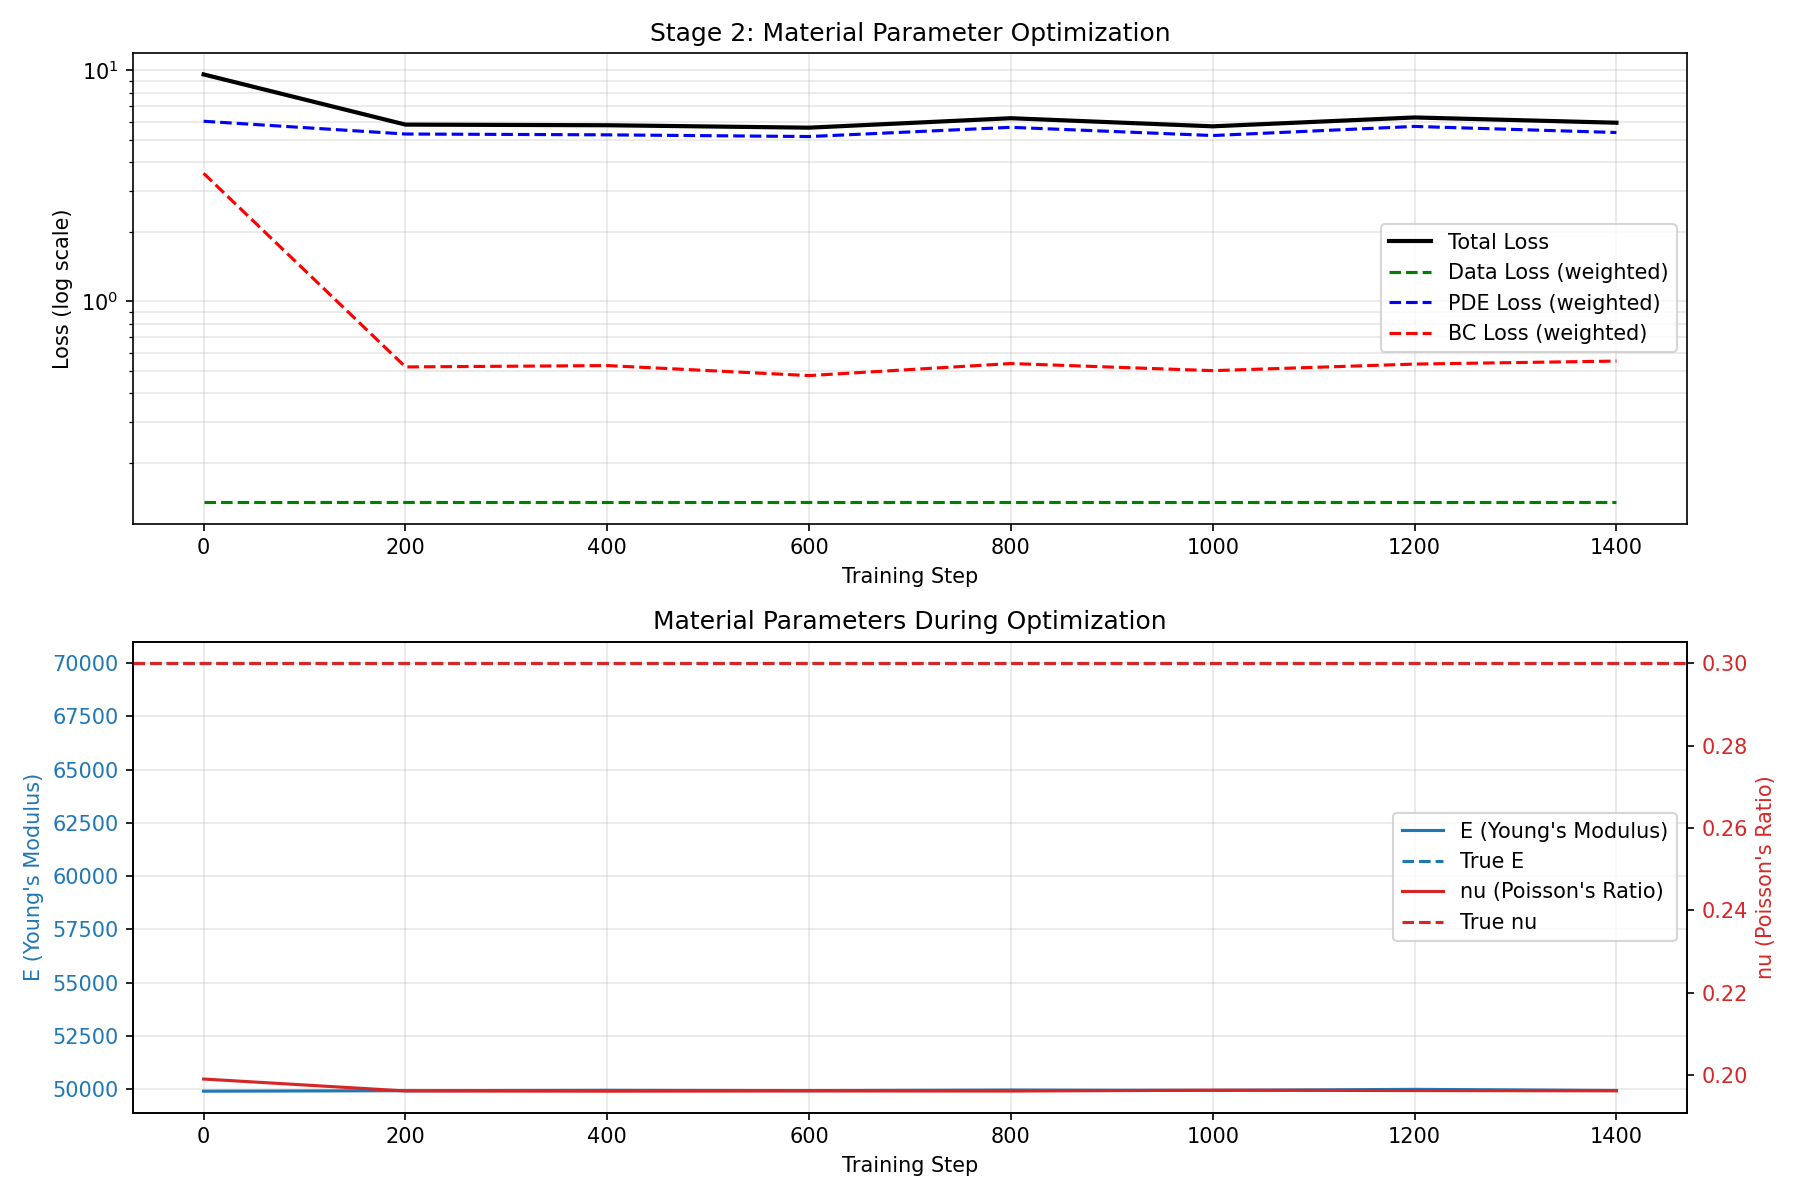 Stage 2: Material Parameter Optimization
Loss (log scale)
10¹
10⁰
Total Loss
Data Loss (weighted)
PDE Loss (weighted)
BC Loss (weighted)
0 200 400 600 800 1000 1200 1400
Training Step
Material Parameters During Optimization
E (Young's Modulus)
70000
67500
65000
62500
60000
57500
55000
52500
50000
E (Young's Modulus)
True E
nu (Poisson's Ratio)
True nu
0.30
0.28
0.26
0.24
0.22
0.20
nu (Poisson's Ratio)
0 200 400 600 800 1000 1200 1400
Training Step